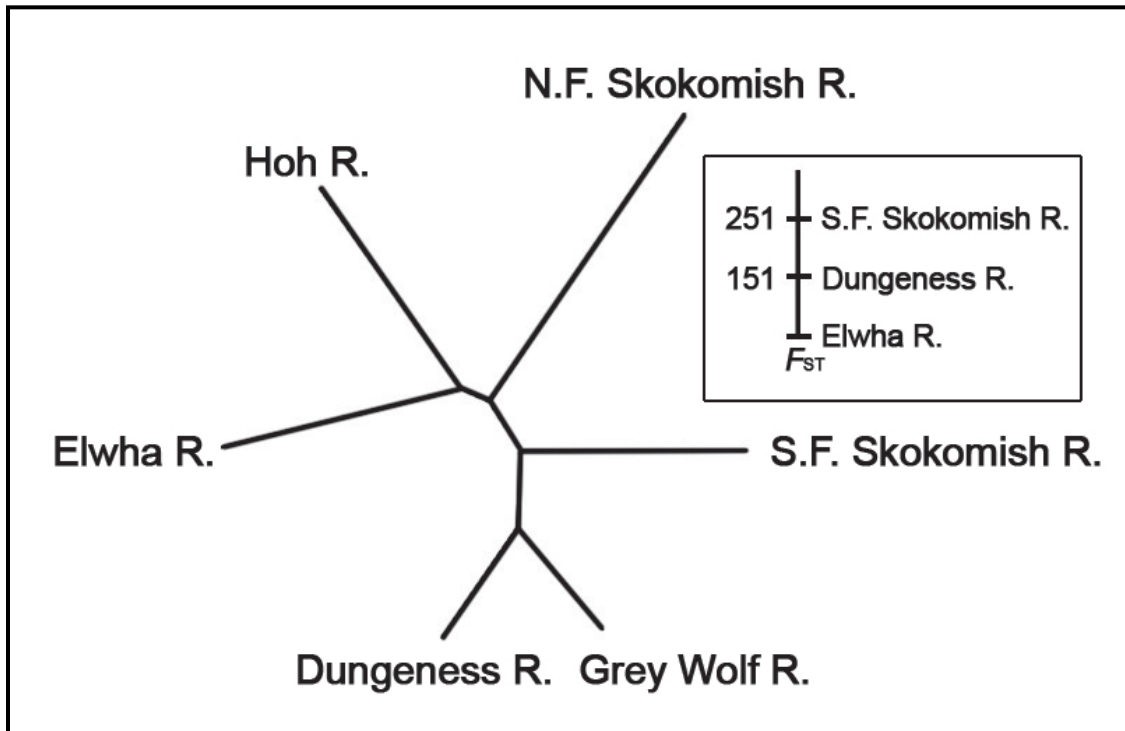 N.F. Skokomish R.
Hoh R.
251 S.F. Skokomish R.
151 Dungeness R.
Elwha R.
FST
Elwha R.
S.F. Skokomish R.
Dungeness R. Grey Wolf R.